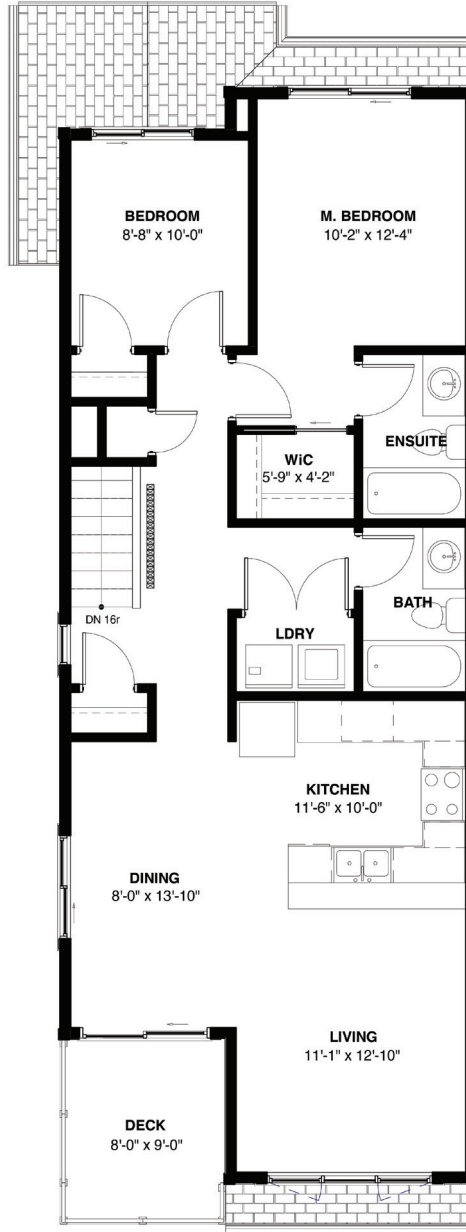 BEDROOM
8'-8" x 10'-0"
M. BEDROOM
10'-2" x 12'-4"
ENSUITE
WiC
5'-9" x 4'-2"
BATH
DN 16r
LDRY
KITCHEN
11'-6" x 10'-0"
DINING
8'-0" x 13'-10"
LIVING
11'-1" x 12'-10"
DECK
8'-0" x 9'-0"